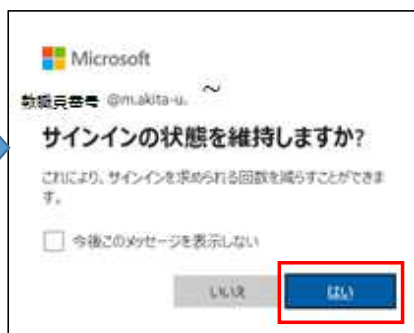 Microsoft
教職員番号 @m.akita-u. ～
サインインの状態を維持しますか?
これにより、サインインを求められる回数を減らすことができま
す。
今後このメッセージを表示しない
いいえ
はい